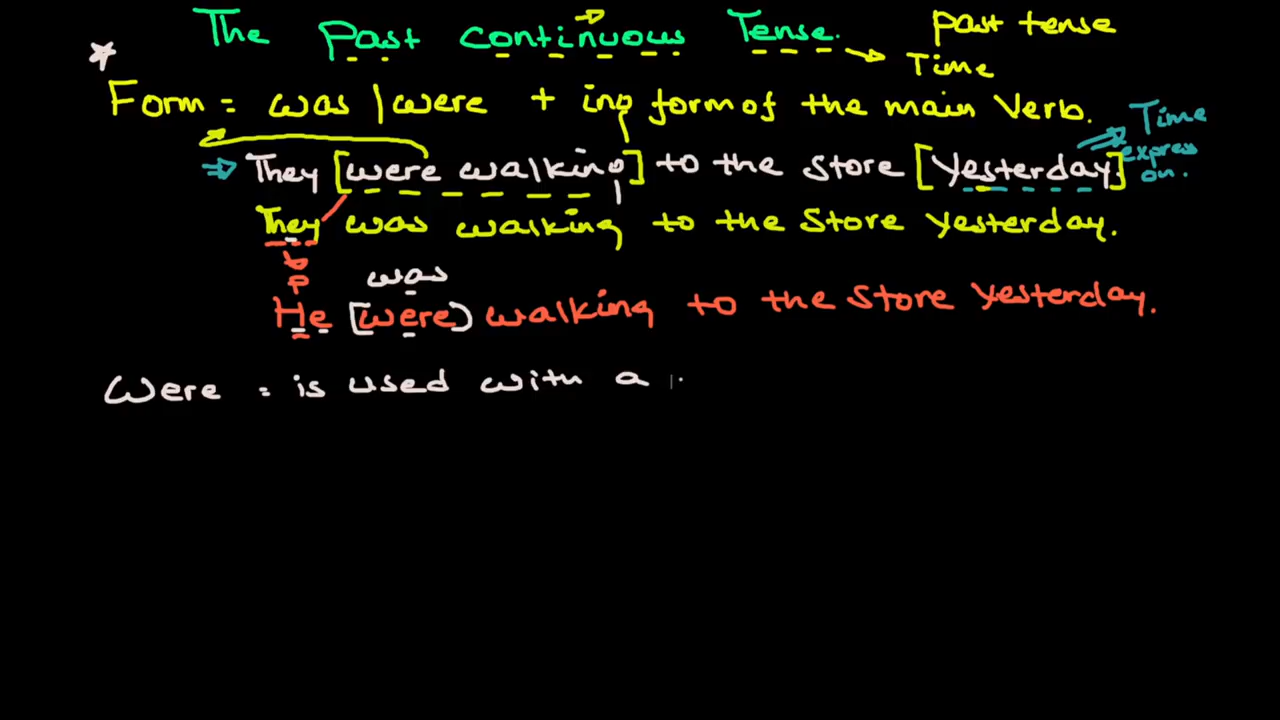 The Past continuous Tense.
past tense
Time
Form = was | were + ing form of the main Verb.
Time
express
on.
They [were walking] to the store [yesterday]
They was walking to the Store Yesterday.
was
He [were) walking to the Store Yesterday.
Were = is used with a